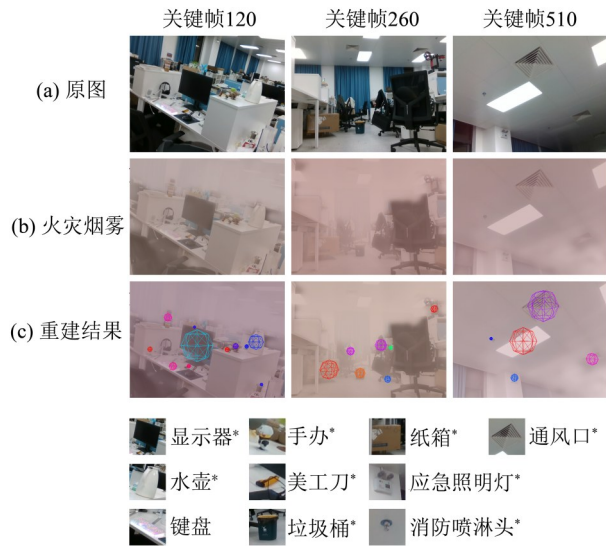 关键帧120 关键帧260 关键帧510
(a) 原图
(b) 火灾烟雾
(c) 重建结果
显示器* 手办* 纸箱* 通风口*
水壶* 美工刀* 应急照明灯*
键盘 垃圾桶* 消防喷淋头*